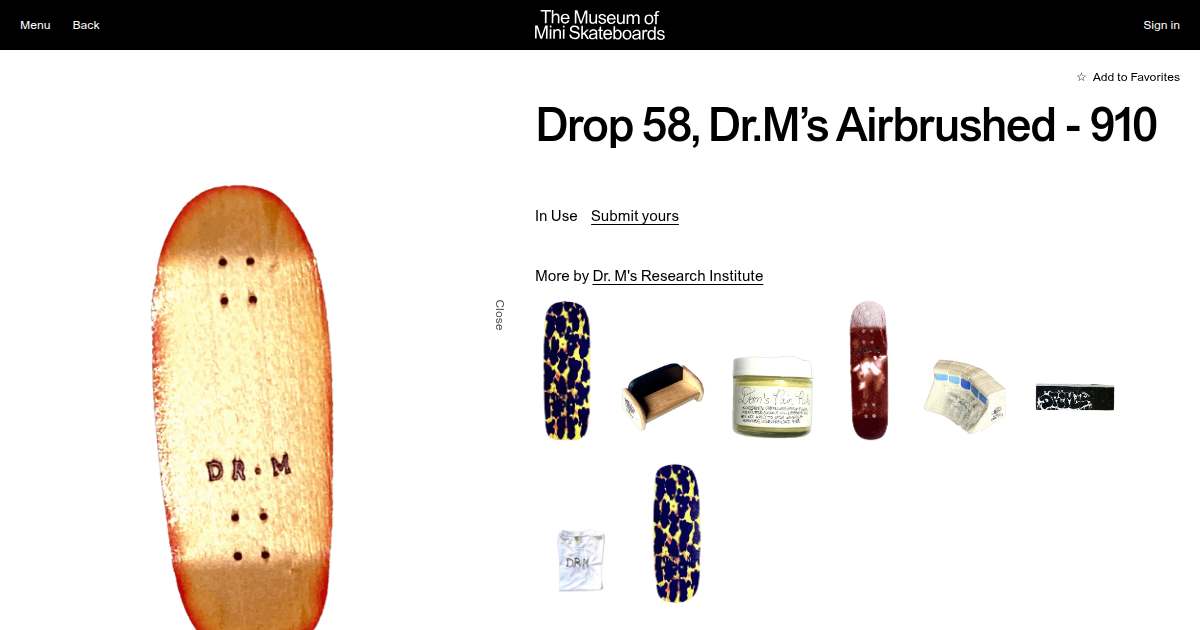 Menu
Back
The Museum of
Mini Skateboards
Sign in
☆ Add to Favorites
Drop 58, Dr.M’s Airbrushed - 910
In Use
Submit yours
More by Dr. M's Research Institute
Close
DR·M
DRM